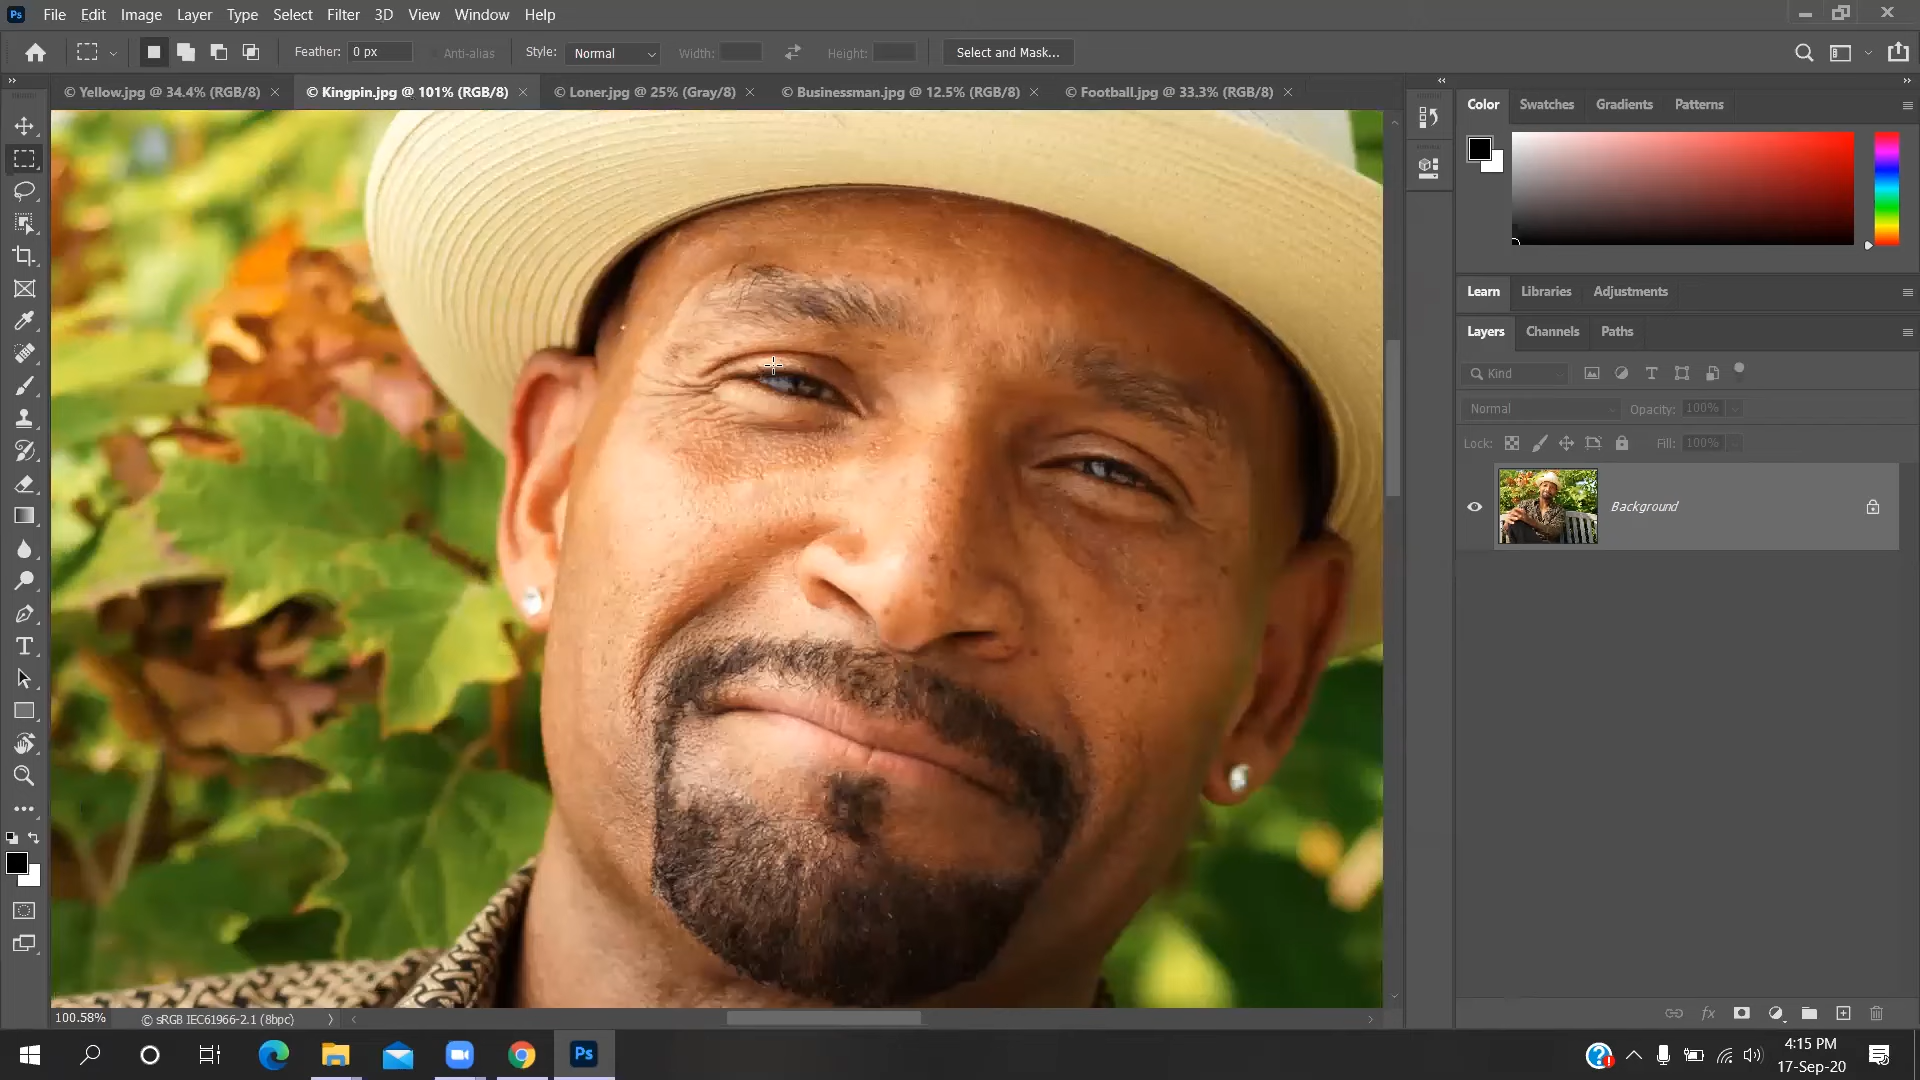 Ps File Edit Image Layer Type Select Filter 3D View Window Help
Feather: 0 px Anti-alias Style: Normal Width: Height: Select and Mask...
© Yellow.jpg @ 34.4% (RGB/8) © Kingpin.jpg @ 101% (RGB/8) © Loner.jpg @ 25% (Gray/8) © Businessman.jpg @ 12.5% (RGB/8) © Football.jpg @ 33.3% (RGB/8)
Color Swatches Gradients Patterns
Learn Libraries Adjustments
Layers Channels Paths
Kind
Normal Opacity: 100%
Lock: Fill: 100%
Background
fx
100.58% © sRGB IEC61966-2.1 (8bpc)
Ps
4:15 PM
17-Sep-20